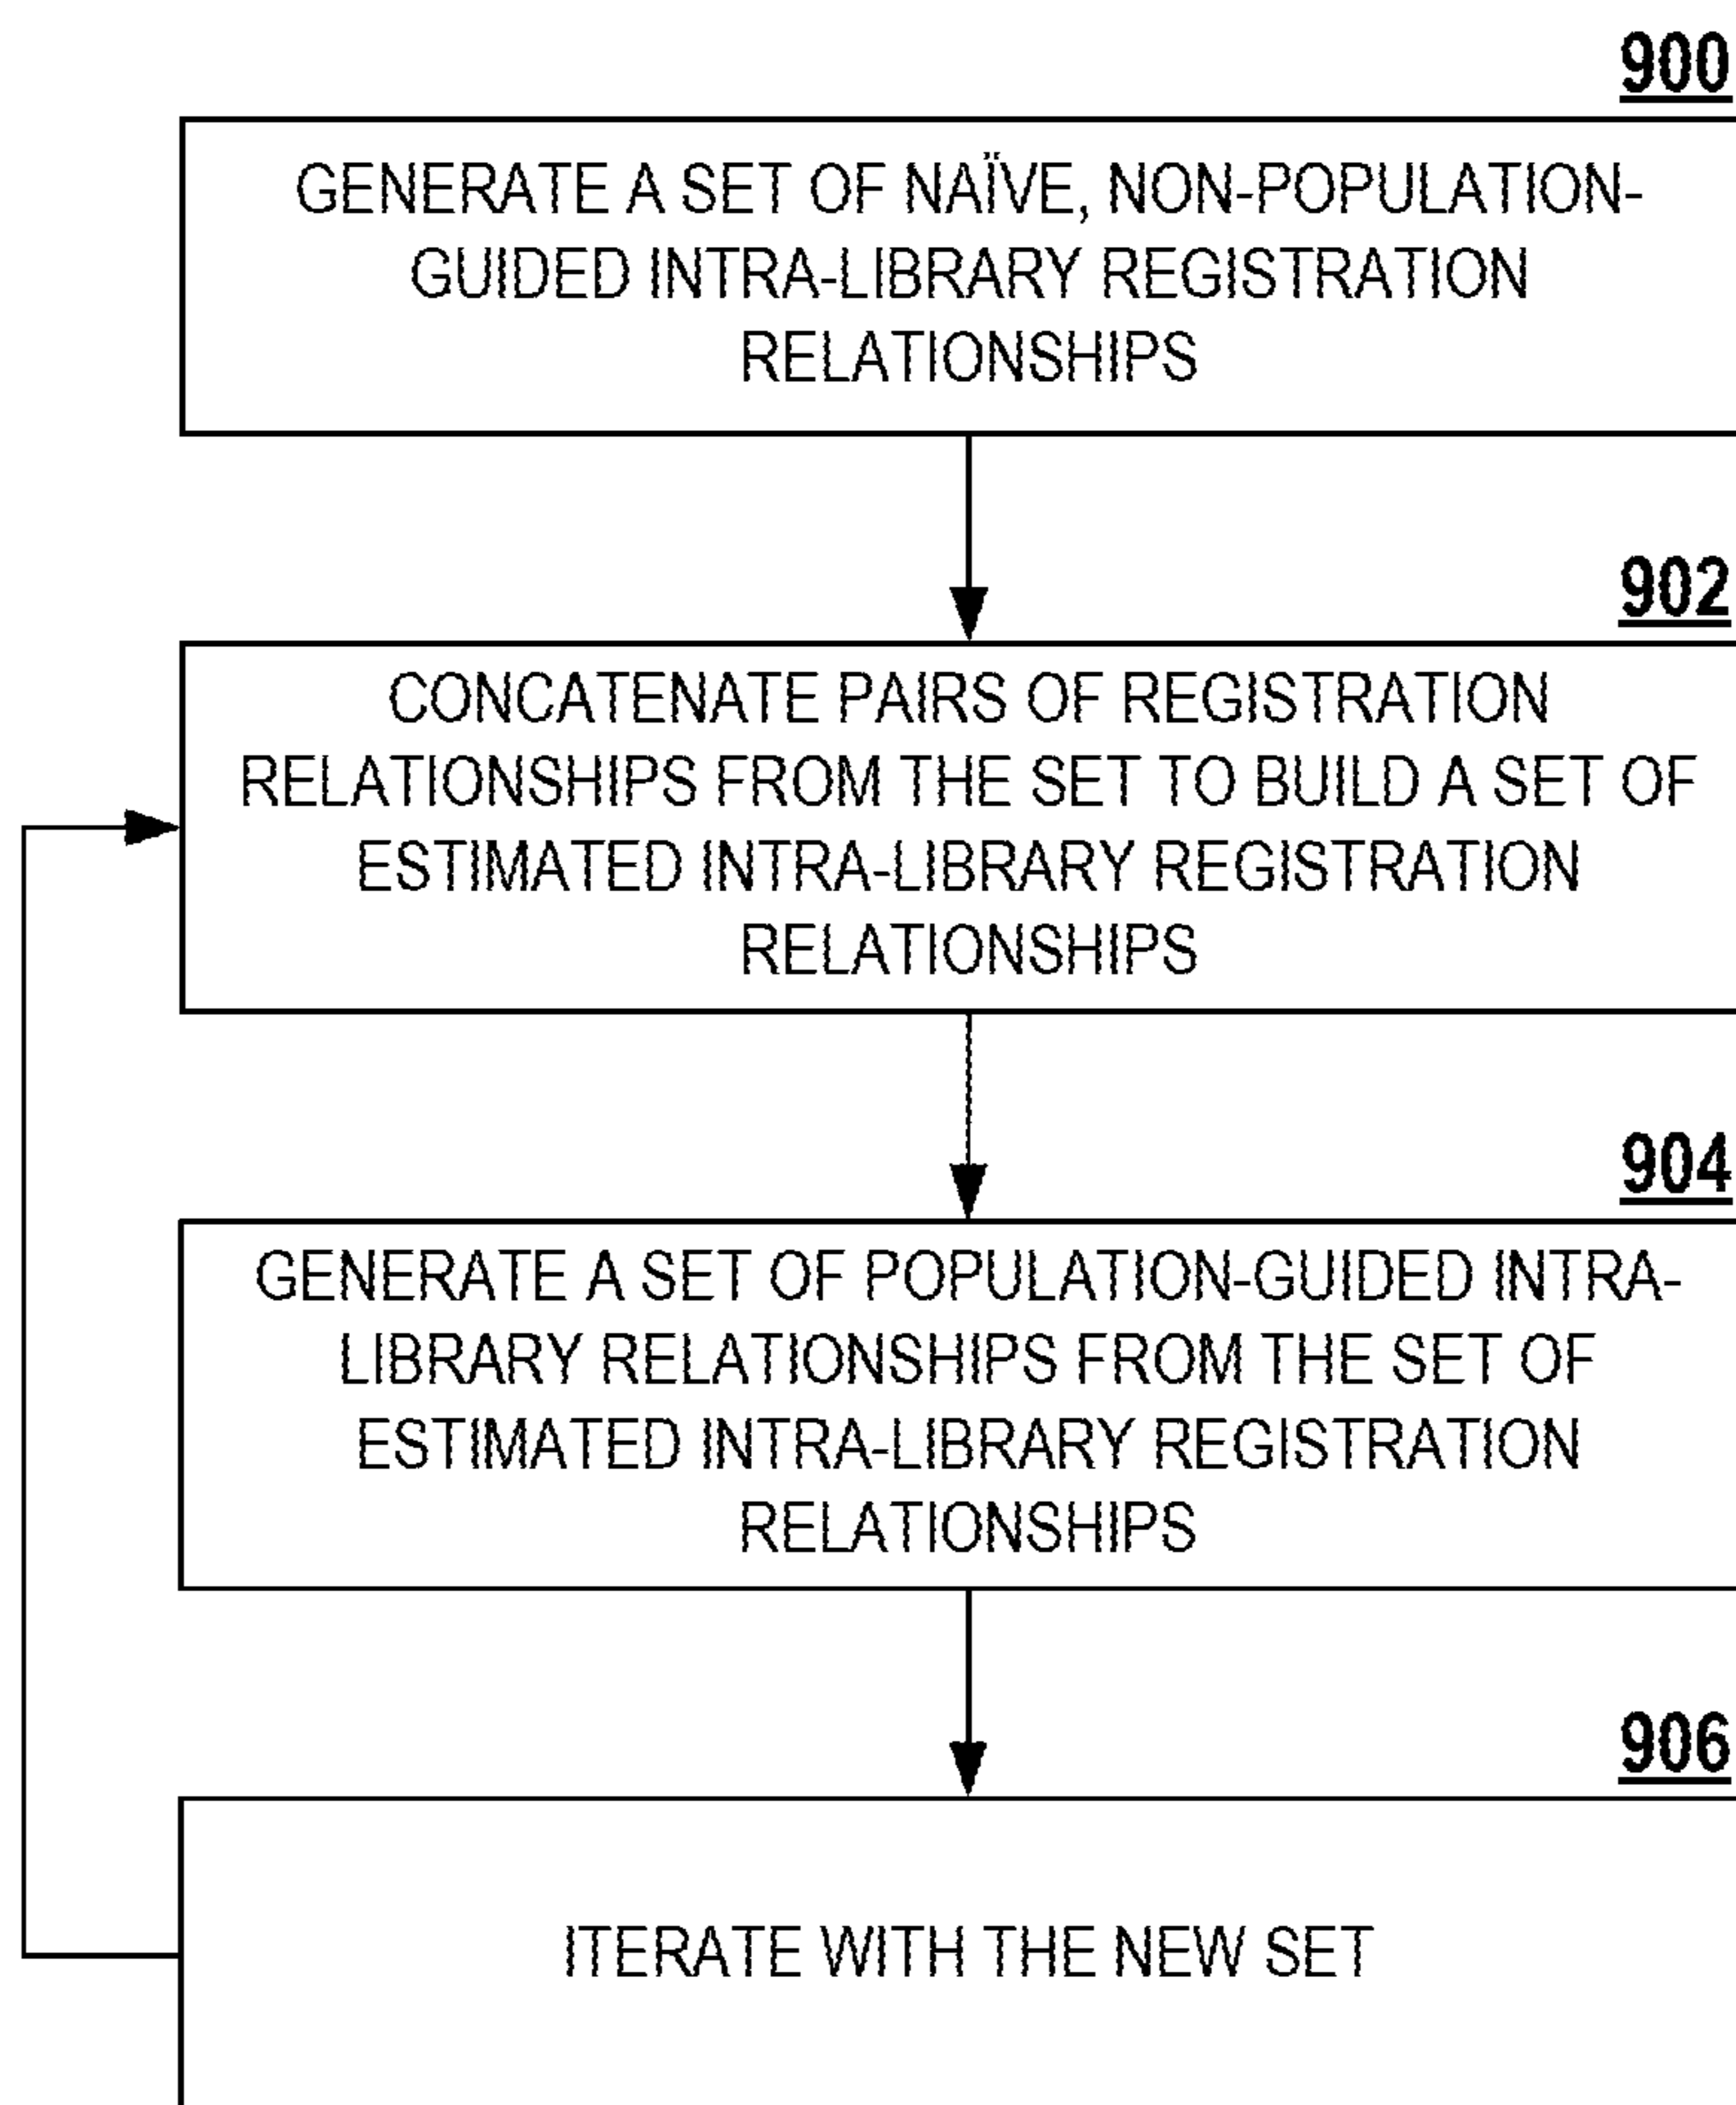 900
GENERATE A SET OF NAÏVE, NON-POPULATION-
GUIDED INTRA-LIBRARY REGISTRATION
RELATIONSHIPS
902
CONCATENATE PAIRS OF REGISTRATION
RELATIONSHIPS FROM THE SET TO BUILD A SET OF
ESTIMATED INTRA-LIBRARY REGISTRATION
RELATIONSHIPS
904
GENERATE A SET OF POPULATION-GUIDED INTRA-
LIBRARY RELATIONSHIPS FROM THE SET OF
ESTIMATED INTRA-LIBRARY REGISTRATION
RELATIONSHIPS
906
ITERATE WITH THE NEW SET